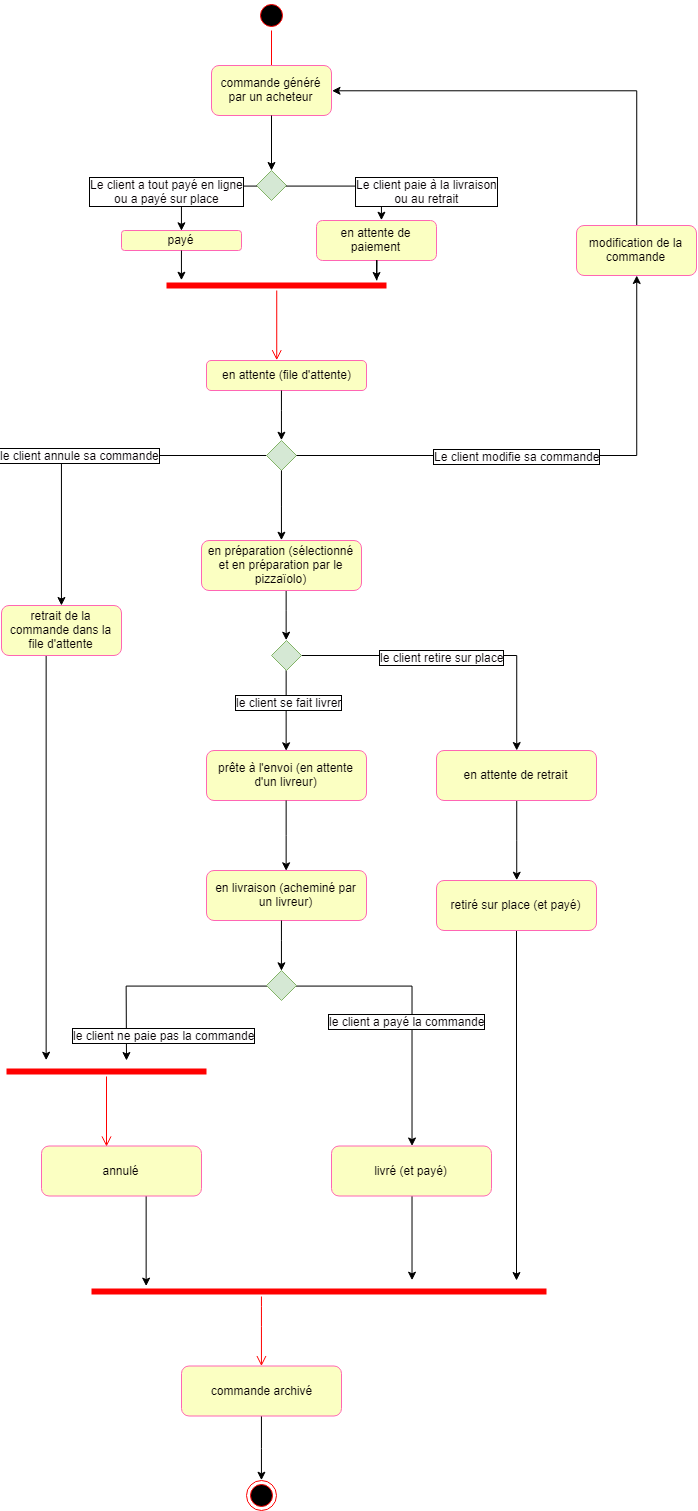 commande généré
par un acheteur
Le client a tout payé en ligne
ou a payé sur place
Le client paie à la livraison
ou au retrait
payé
en attente de
paiement
modification de la
commande
en attente (file d'attente)
le client annule sa commande
Le client modifie sa commande
en préparation (sélectionné
et en préparation par le
pizzaïolo)
retrait de la
commande dans la
file d'attente
le client retire sur place
le client se fait livrer
prête à l'envoi (en attente
d'un livreur)
en attente de retrait
en livraison (acheminé par
un livreur)
retiré sur place (et payé)
le client ne paie pas la commande
le client a payé la commande
annulé
livré (et payé)
commande archivé